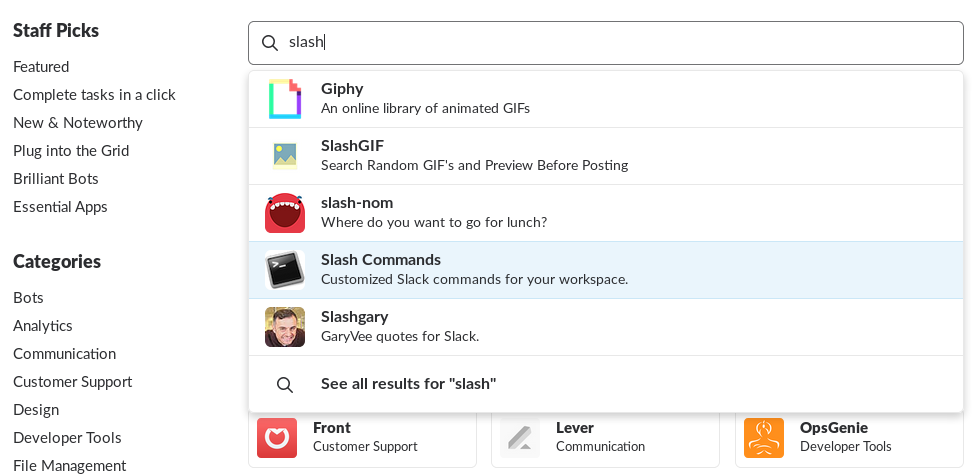 Staff Picks
Featured
Complete tasks in a click
New & Noteworthy
Plug into the Grid
Brilliant Bots
Essential Apps
Categories
Bots
Analytics
Communication
Customer Support
Design
Developer Tools
File Management
slash
Giphy
An online library of animated GIFs
SlashGIF
Search Random GIF's and Preview Before Posting
slash-nom
Where do you want to go for lunch?
>_
Slash Commands
Customized Slack commands for your workspace.
Slashgary
GaryVee quotes for Slack.
See all results for "slash"
Front
Customer Support
Lever
Communication
OpsGenie
Developer Tools